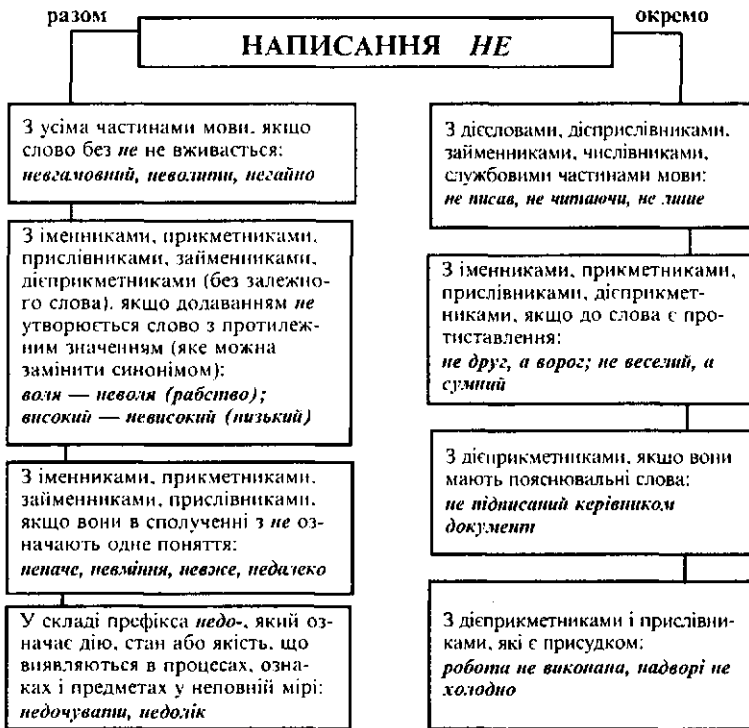 разом
окремо
НАПИСАННЯ НЕ
З усіма частинами мови, якщо
слово без не не вживається:
невгамовний, неволити, негайно
З іменниками, прикметниками,
прислівниками, займенниками,
дієприкметниками (без залежно-
го слова), якщо додаванням не
утворюється слово з протилеж-
ним значенням (яке можна
замінити синонімом):
воля — неволя (рабство);
високий — невисокий (низький)
З іменниками, прикметниками,
займенниками, прислівниками,
якщо вони в сполученні з не оз-
начають одне поняття:
неначе, невміння, невже, недалеко
У складі префікса недо-, який оз-
начає дію, стан або якість, що
виявляються в процесах, озна-
ках і предметах у неповній мірі:
недочувати, недолік
З дієсловами, дієприслівниками,
займенниками, числівниками,
службовими частинами мови:
не писав, не читаючи, не лише
З іменниками, прикметниками,
прислівниками, дієприкмет-
никами, якщо до слова є про-
тиставлення:
не друг, а ворог; не веселий, а
сумний
З дієприкметниками, якщо вони
мають пояснювальні слова:
не підписаний керівником
документ
З дієприкметниками і прислівни-
ками, які є присудком:
робота не виконана, надворі не
холодно